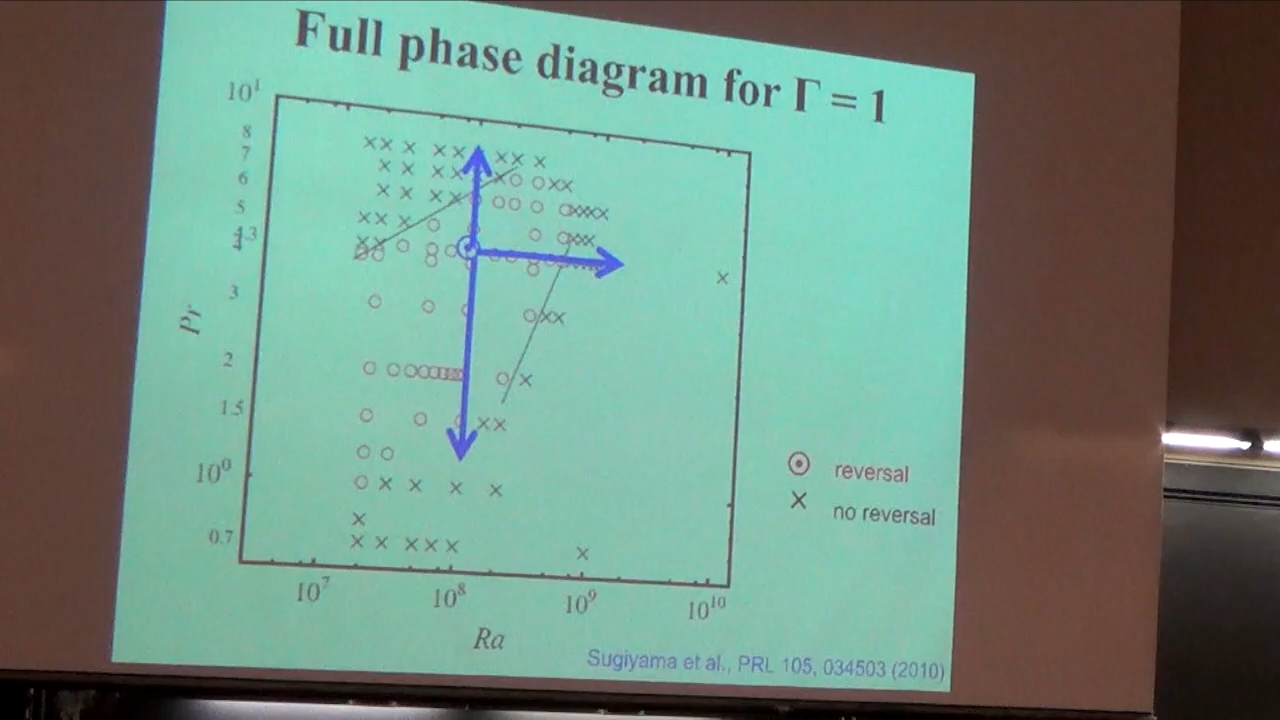 Full phase diagram for Γ = 1
10¹
8
7
6
5
4.3
4
3
2
1.5
10⁰
0.7
Pr
10⁷ 10⁸ 10⁹ 10¹⁰
Ra
reversal
no reversal
Sugiyama et al., PRL 105, 034503 (2010)